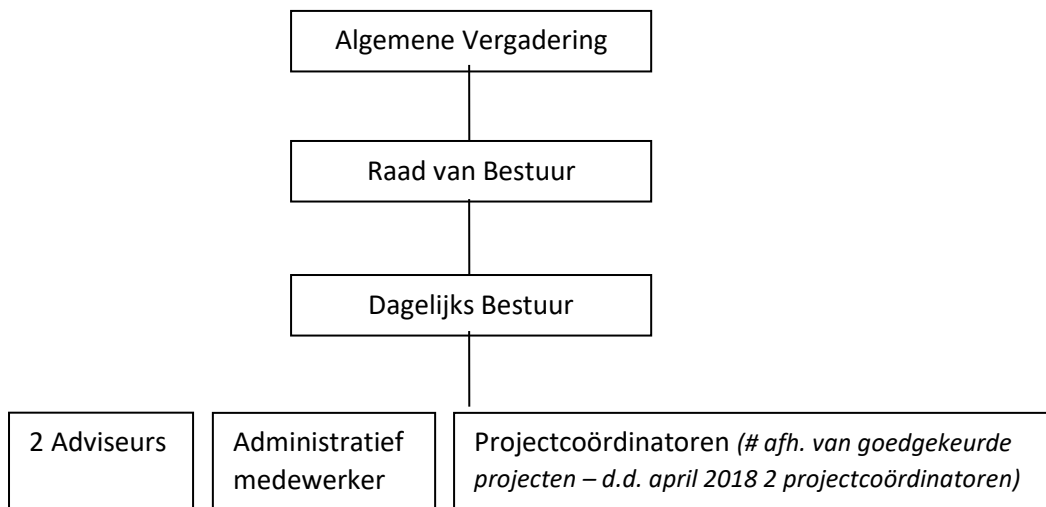 Algemene Vergadering
Raad van Bestuur
Dagelijks Bestuur
2 Adviseurs
Administratief
medewerker
Projectcoördinatoren (# afh. van goedgekeurde
projecten – d.d. april 2018 2 projectcoördinatoren)